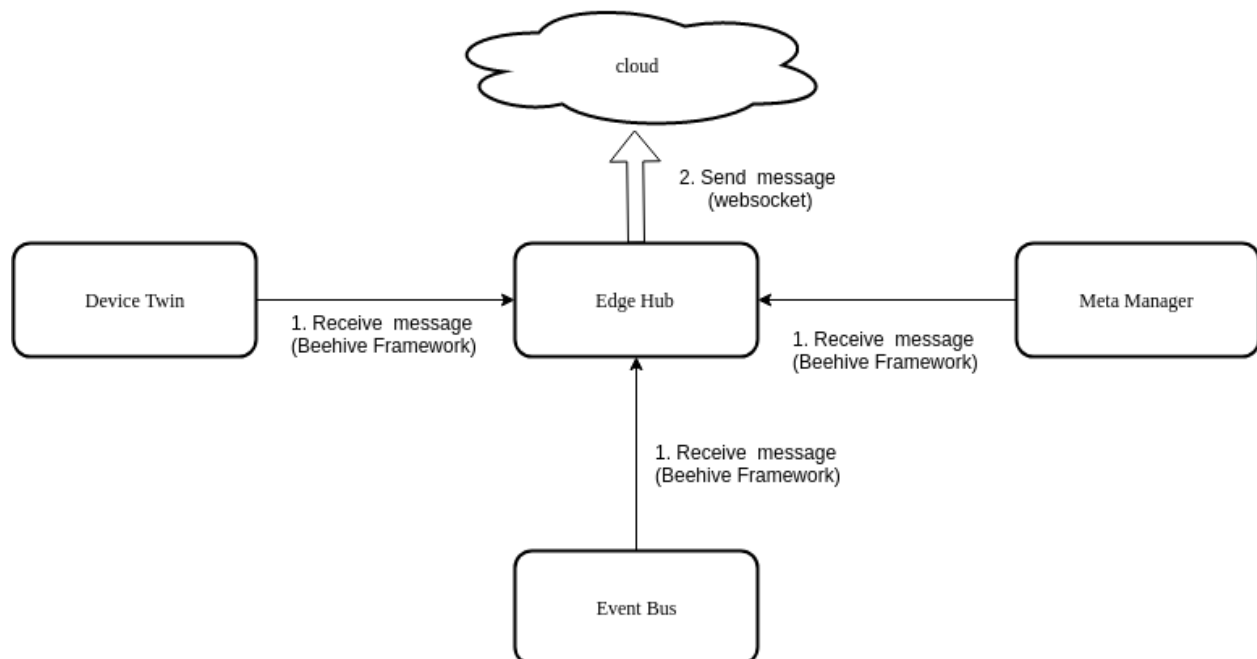 cloud
2. Send message
(websocket)
Device Twin
Edge Hub
Meta Manager
1. Receive message
(Beehive Framework)
1. Receive message
(Beehive Framework)
1. Receive message
(Beehive Framework)
Event Bus